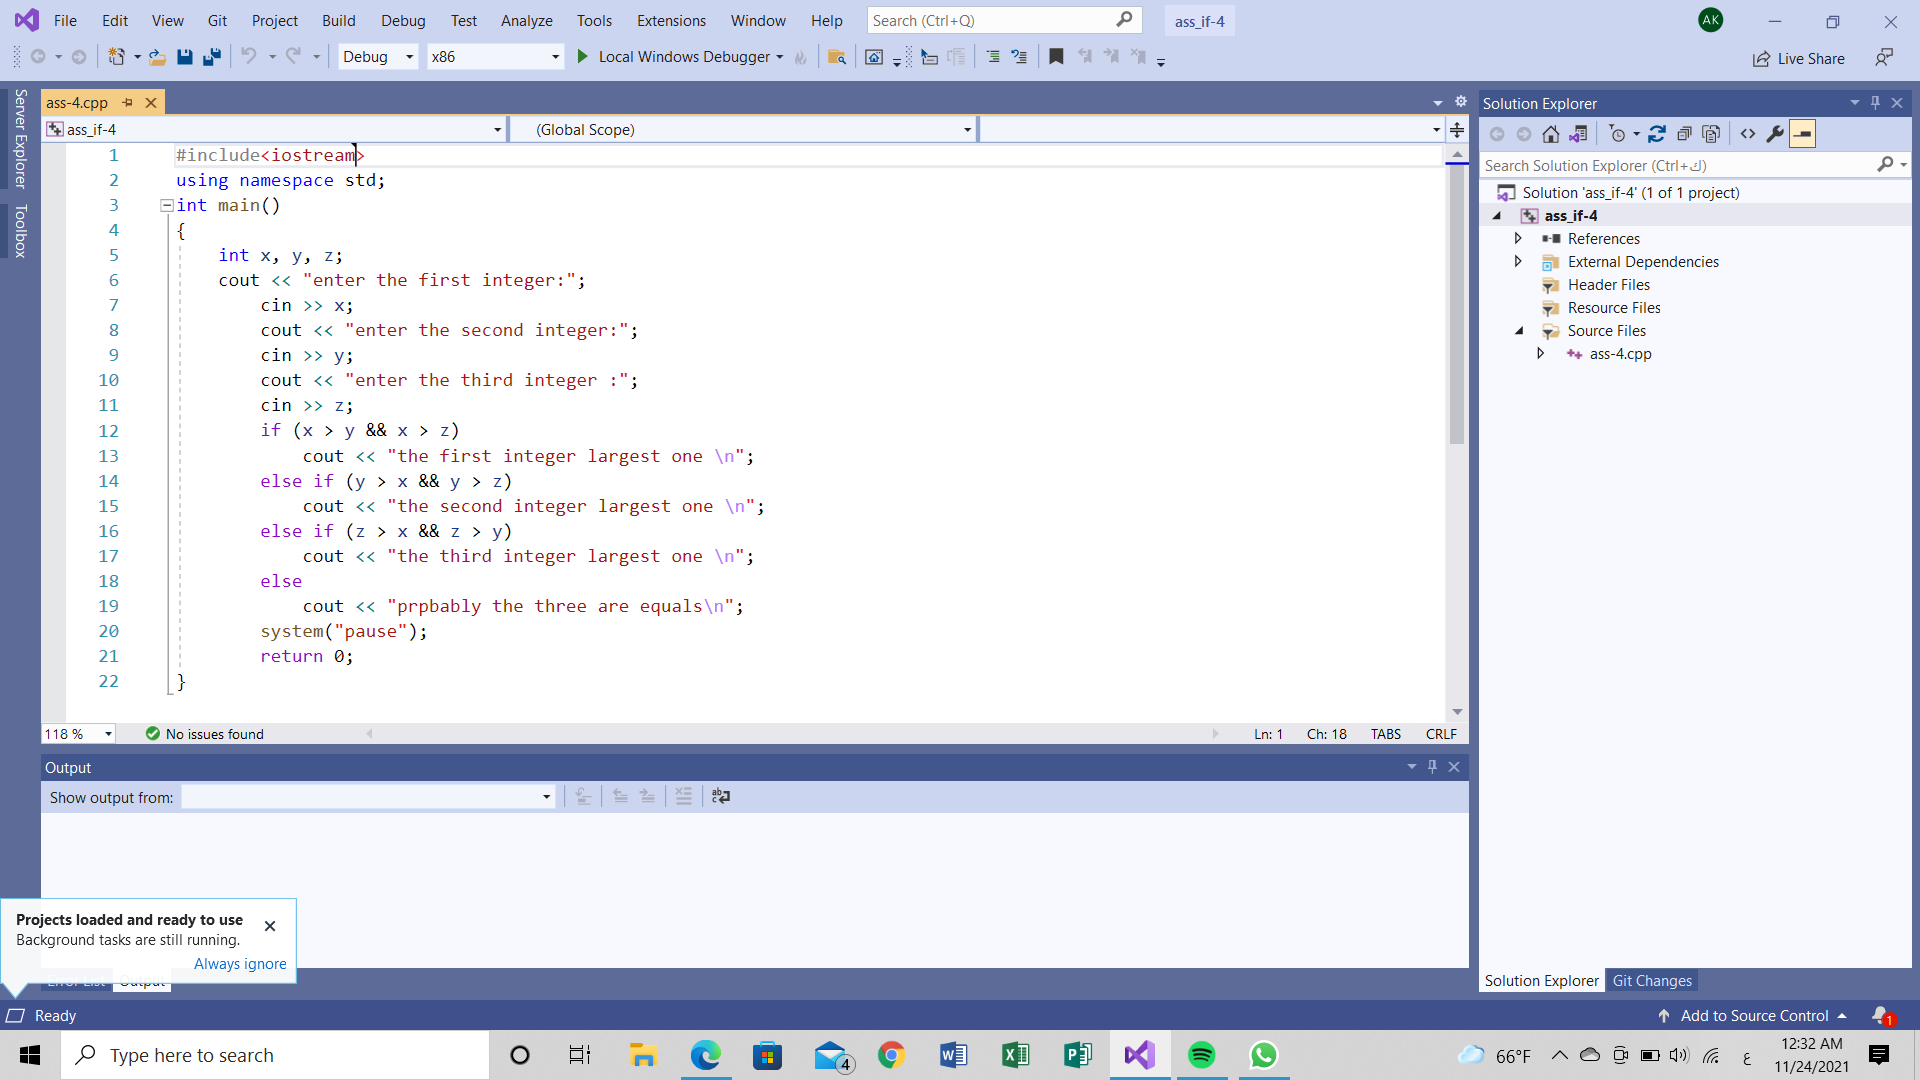 File Edit View Git Project Build Debug Test Analyze Tools Extensions Window Help Search (Ctrl+Q) ass_if-4 AK
Debug x86 Local Windows Debugger Live Share
Server Explorer
Toolbox
ass-4.cpp
ass_if-4 (Global Scope)
1 #include<iostream>
2 using namespace std;
3 int main()
4 {
5 int x, y, z;
6 cout << "enter the first integer:";
7 cin >> x;
8 cout << "enter the second integer:";
9 cin >> y;
10 cout << "enter the third integer :";
11 cin >> z;
12 if (x > y && x > z)
13 cout << "the first integer largest one \n";
14 else if (y > x && y > z)
15 cout << "the second integer largest one \n";
16 else if (z > x && z > y)
17 cout << "the third integer largest one \n";
18 else
19 cout << "prpbably the three are equals\n";
20 system("pause");
21 return 0;
22 }
118 % No issues found Ln: 1 Ch: 18 TABS CRLF
Output
Show output from:
Solution Explorer
Search Solution Explorer (Ctrl+ك)
Solution 'ass_if-4' (1 of 1 project)
ass_if-4
References
External Dependencies
Header Files
Resource Files
Source Files
ass-4.cpp
Projects loaded and ready to use
Background tasks are still running.
Always ignore
Error List Output
Solution Explorer Git Changes
Ready Add to Source Control 1
Type here to search 4 66°F ع 12:32 AM
11/24/2021